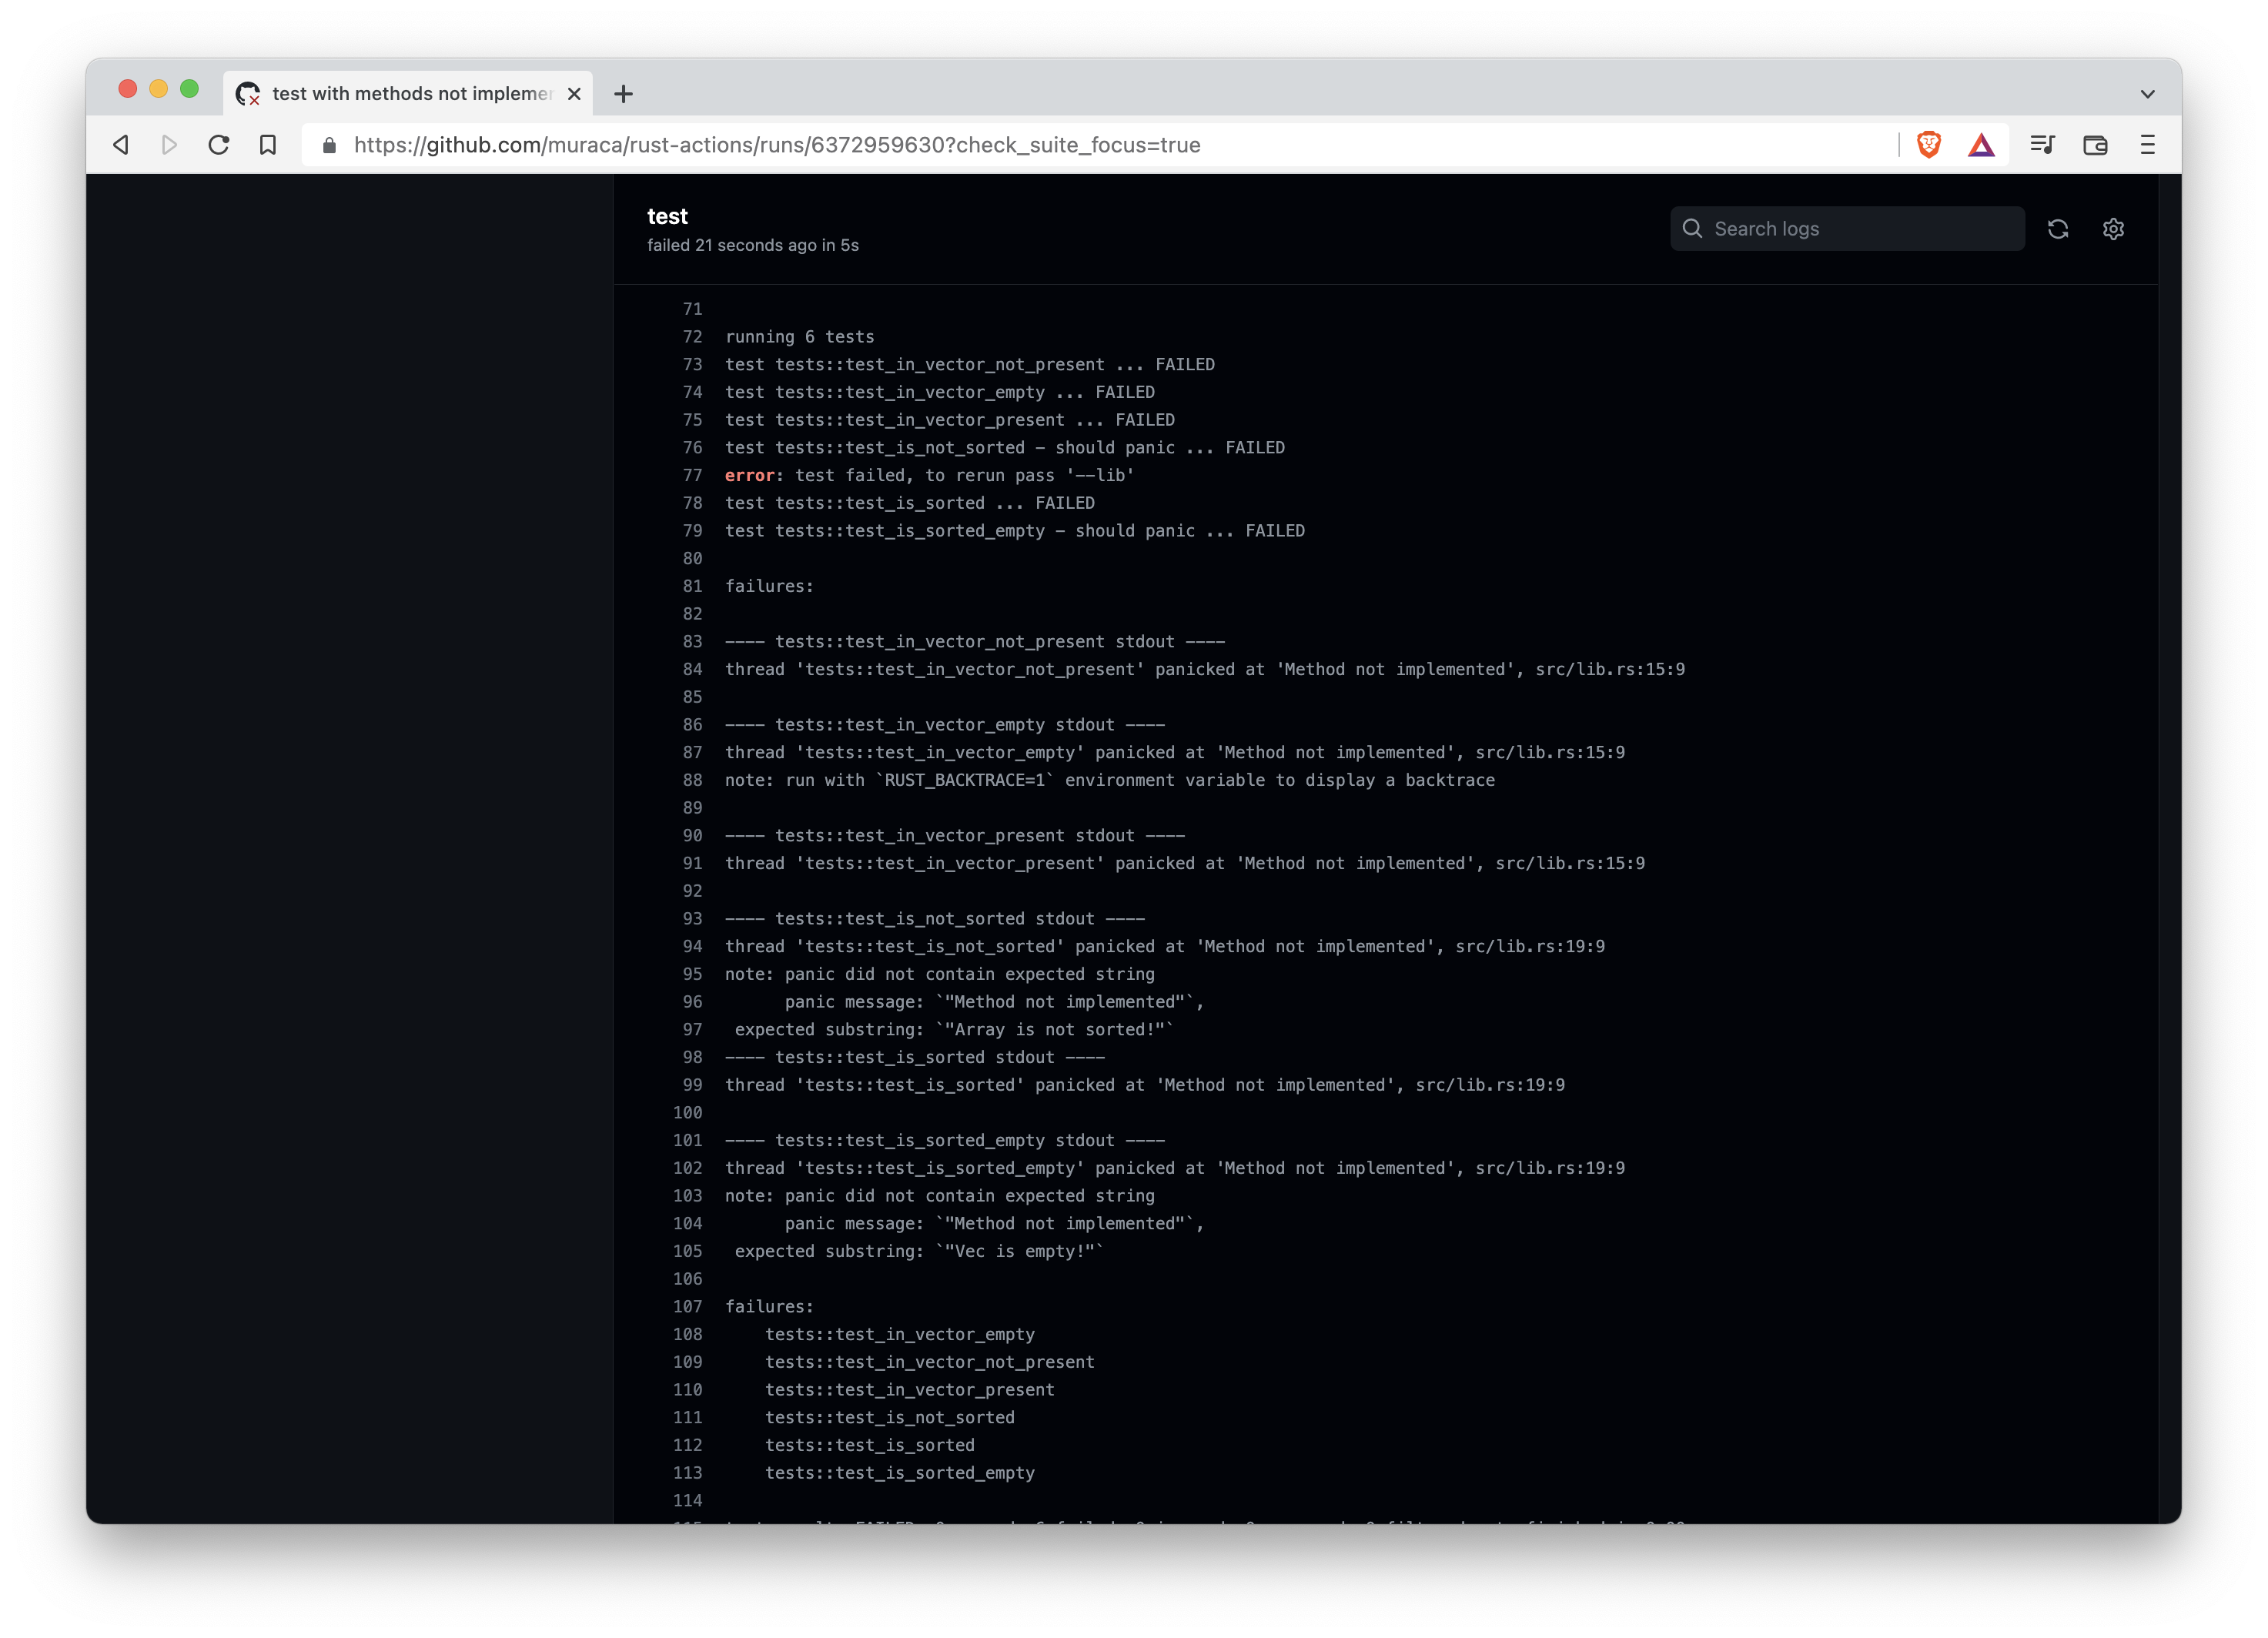 test with methods not implemen
https://github.com/muraca/rust-actions/runs/6372959630?check_suite_focus=true
test
failed 21 seconds ago in 5s
Search logs
71
72 running 6 tests
73 test tests::test_in_vector_not_present ... FAILED
74 test tests::test_in_vector_empty ... FAILED
75 test tests::test_in_vector_present ... FAILED
76 test tests::test_is_not_sorted - should panic ... FAILED
77 error: test failed, to rerun pass '--lib'
78 test tests::test_is_sorted ... FAILED
79 test tests::test_is_sorted_empty - should panic ... FAILED
80
81 failures:
82
83 ---- tests::test_in_vector_not_present stdout ----
84 thread 'tests::test_in_vector_not_present' panicked at 'Method not implemented', src/lib.rs:15:9
85
86 ---- tests::test_in_vector_empty stdout ----
87 thread 'tests::test_in_vector_empty' panicked at 'Method not implemented', src/lib.rs:15:9
88 note: run with `RUST_BACKTRACE=1` environment variable to display a backtrace
89
90 ---- tests::test_in_vector_present stdout ----
91 thread 'tests::test_in_vector_present' panicked at 'Method not implemented', src/lib.rs:15:9
92
93 ---- tests::test_is_not_sorted stdout ----
94 thread 'tests::test_is_not_sorted' panicked at 'Method not implemented', src/lib.rs:19:9
95 note: panic did not contain expected string
96       panic message: `"Method not implemented"`,
97  expected substring: `"Array is not sorted!"`
98 ---- tests::test_is_sorted stdout ----
99 thread 'tests::test_is_sorted' panicked at 'Method not implemented', src/lib.rs:19:9
100
101 ---- tests::test_is_sorted_empty stdout ----
102 thread 'tests::test_is_sorted_empty' panicked at 'Method not implemented', src/lib.rs:19:9
103 note: panic did not contain expected string
104       panic message: `"Method not implemented"`,
105  expected substring: `"Vec is empty!"`
106
107 failures:
108     tests::test_in_vector_empty
109     tests::test_in_vector_not_present
110     tests::test_in_vector_present
111     tests::test_is_not_sorted
112     tests::test_is_sorted
113     tests::test_is_sorted_empty
114